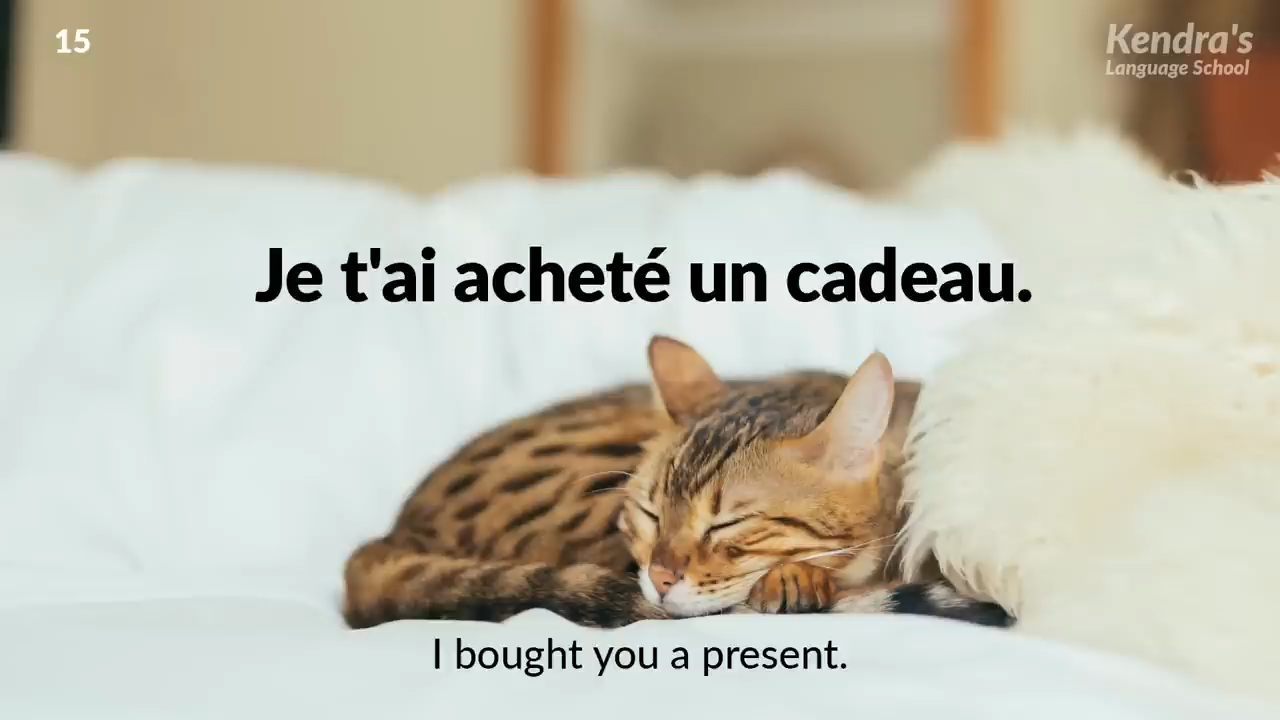 15
Kendra's
Language School
Je t'ai acheté un cadeau.
I bought you a present.